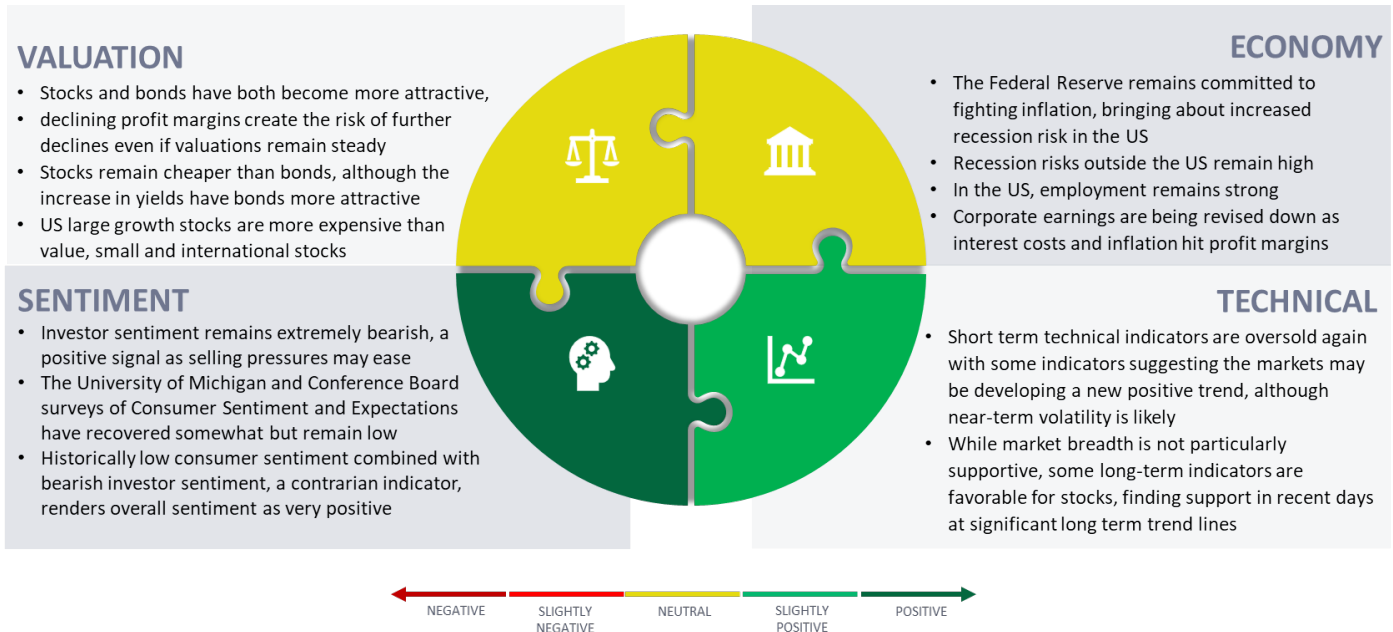 VALUATION
• Stocks and bonds have both become more attractive,
• declining profit margins create the risk of further
declines even if valuations remain steady
• Stocks remain cheaper than bonds, although the
increase in yields have bonds more attractive
• US large growth stocks are more expensive than
value, small and international stocks
ECONOMY
• The Federal Reserve remains committed to
fighting inflation, bringing about increased
recession risk in the US
• Recession risks outside the US remain high
• In the US, employment remains strong
• Corporate earnings are being revised down as
interest costs and inflation hit profit margins
SENTIMENT
• Investor sentiment remains extremely bearish, a
positive signal as selling pressures may ease
• The University of Michigan and Conference Board
surveys of Consumer Sentiment and Expectations
have recovered somewhat but remain low
• Historically low consumer sentiment combined with
bearish investor sentiment, a contrarian indicator,
renders overall sentiment as very positive
TECHNICAL
• Short term technical indicators are oversold again
with some indicators suggesting the markets may
be developing a new positive trend, although
near-term volatility is likely
• While market breadth is not particularly
supportive, some long-term indicators are
favorable for stocks, finding support in recent days
at significant long term trend lines
NEGATIVE
SLIGHTLY
NEGATIVE
NEUTRAL
SLIGHTLY
POSITIVE
POSITIVE